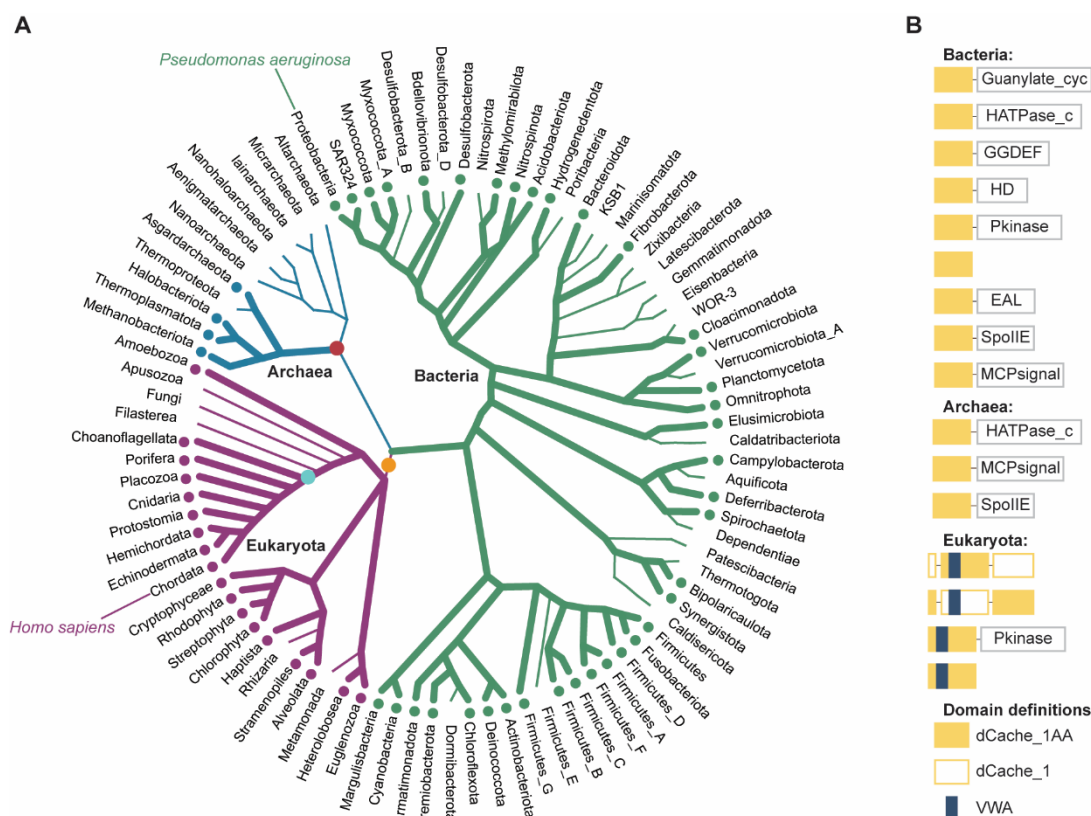 A
Pseudomonas aeruginosa
Amoebozoa
Methanobacteriota
Thermoplasmatota
Halobacteriota
Thermoproteota
Asgardarchaeota
Nanoarchaeota
Aenigmatarchaeota
Nanohaloarchaeota
Iainarchaeota
Micrarchaeota
Altiarchaeota
Proteobacteria
SAR324
Myxococcota
Myxococcota_A
Desulfobacterota_B
Bdellovibrionota
Desulfobacterota_D
Desulfobacterota
Nitrospirota
Methylomirabilota
Nitrospinota
Acidobacteriota
Hydrogenedentota
Poribacteria
Bacteroidota
KSB1
Marinisomatota
Fibrobacterota
Zixibacteria
Latescibacterota
Gemmatimonadota
Eisenbacteria
WOR-3
Cloacimonadota
Verrucomicrobiota
Verrucomicrobiota_A
Planctomycetota
Omnitrophota
Elusimicrobiota
Caldatribacteriota
Campylobacterota
Aquificota
Deferribacterota
Spirochaetota
Dependentiae
Patescibacteria
Thermotogota
Bipolaricaulota
Synergistota
Caldisericota
Firmicutes
Fusobacteriota
Firmicutes_D
Firmicutes_A
Firmicutes_F
Firmicutes_C
Firmicutes_B
Firmicutes_E
Firmicutes_G
Actinobacteriota
Deinococcota
Chloroflexota
Dormibacterota
reniobacterota
rmatimonadota
Cyanobacteria
Margulisbacteria
Euglenozoa
Heterolobosea
Metamonada
Alveolata
Stramenopiles
Rhizaria
Haptista
Chlorophyta
Streptophyta
Rhodophyta
Cryptophyceae
Chordata
Echinodermata
Hemichordata
Protostomia
Cnidaria
Placozoa
Porifera
Choanoflagellata
Filasterea
Fungi
Apusozoa
Homo sapiens
Archaea
Bacteria
Eukaryota
B
Bacteria:
Guanylate_cyc
HATPase_c
GGDEF
HD
Pkinase
EAL
SpoIIE
MCPsignal
Archaea:
HATPase_c
MCPsignal
SpoIIE
Eukaryota:
Pkinase
Domain definitions:
dCache_1AA
dCache_1
VWA